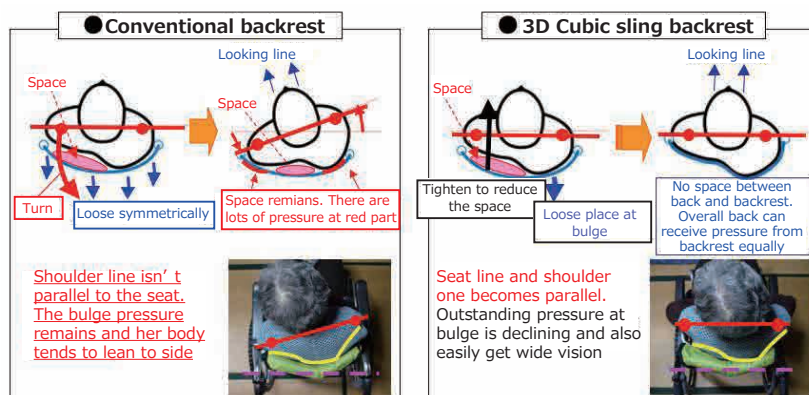 ●Conventional backrest
Looking line
Space
Space
Turn
Loose symmetrically
Space remians. There are
lots of pressure at red part
Shoulder line isn' t
parallel to the seat.
The bulge pressure
remains and her body
tends to lean to side
●3D Cubic sling backrest
Looking line
Space
Tighten to reduce
the space
Loose place at
bulge
No space between
back and backrest.
Overall back can
receive pressure from
backrest equally
Seat line and shoulder
one becomes parallel.
Outstanding pressure at
bulge is declining and also
easily get wide vision